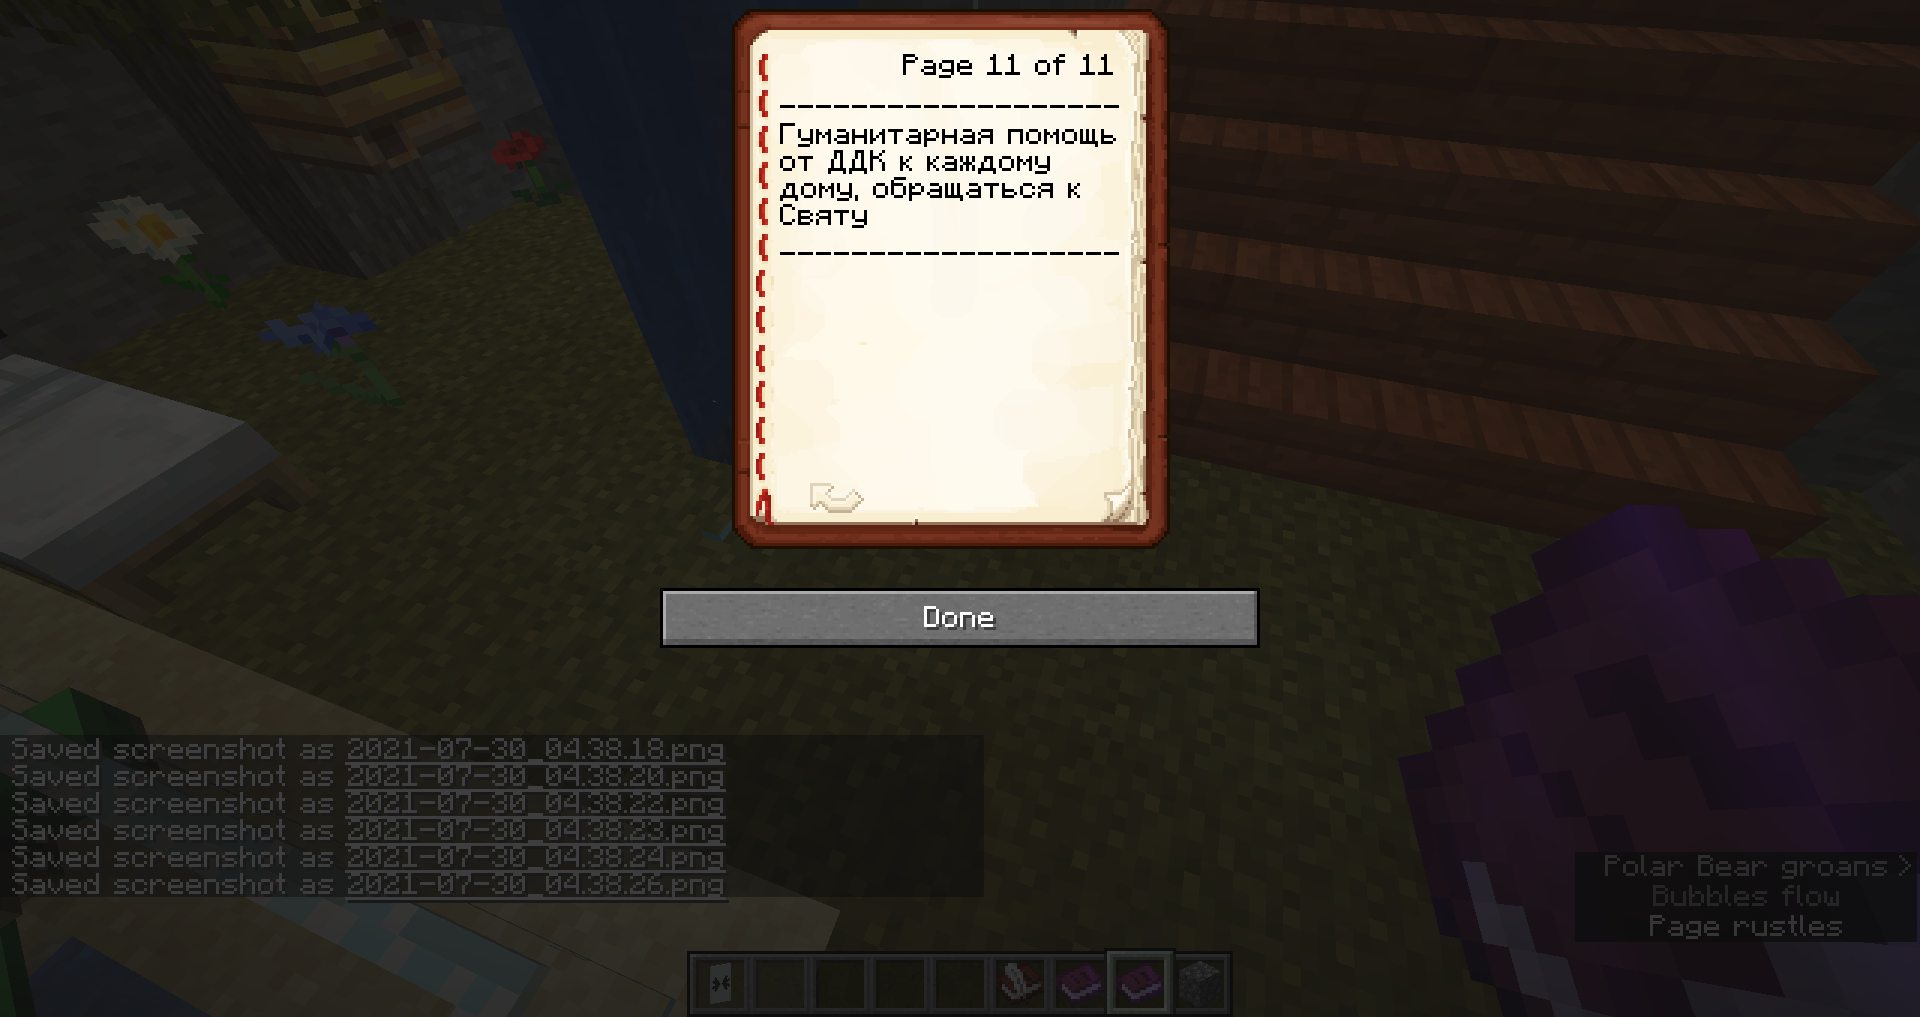 Page 11 of 11
-------------------
Гуманитарная помощь
от ДДК к каждому
дому, обращаться к
Святу
-------------------
Done
Saved screenshot as 2021-07-30_04.38.18.png
Saved screenshot as 2021-07-30_04.38.20.png
Saved screenshot as 2021-07-30_04.38.22.png
Saved screenshot as 2021-07-30_04.38.23.png
Saved screenshot as 2021-07-30_04.38.24.png
Saved screenshot as 2021-07-30_04.38.26.png
Polar Bear groans >
Bubbles flow
Page rustles